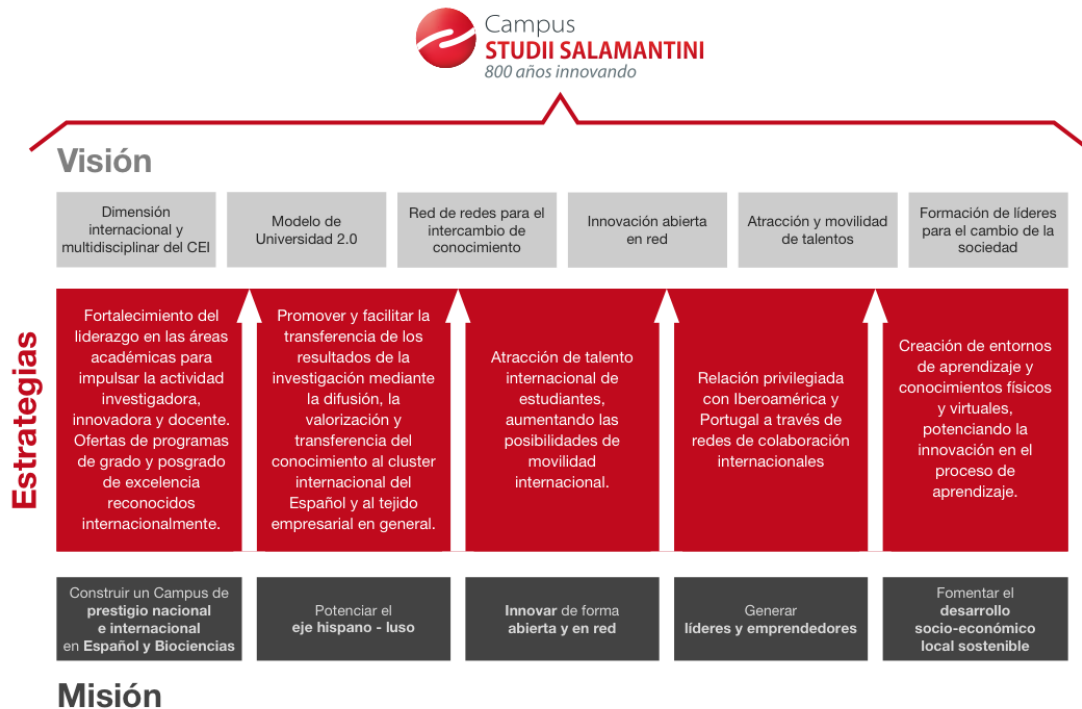 Campus
STUDII SALAMANTINI
800 años innovando
Visión
Dimensión
internacional y
multidisciplinar del CEI
Modelo de
Universidad 2.0
Red de redes para el
intercambio de
conocimiento
Innovación abierta
en red
Atracción y movilidad
de talentos
Formación de líderes
para el cambio de la
sociedad
Estrategias
Fortalecimiento del
liderazgo en las áreas
académicas para
impulsar la actividad
investigadora,
innovadora y docente.
Ofertas de programas
de grado y posgrado
de excelencia
reconocidos
internacionalmente.
Promover y facilitar la
transferencia de los
resultados de la
investigación mediante
la difusión, la
valorización y
transferencia del
conocimiento al cluster
internacional del
Español y al tejido
empresarial en general.
Atracción de talento
internacional de
estudiantes,
aumentando las
posibilidades de
movilidad
internacional.
Relación privilegiada
con Iberoamérica y
Portugal a través de
redes de colaboración
internacionales
Creación de entornos
de aprendizaje y
conocimientos físicos
y virtuales,
potenciando la
innovación en el
proceso de
aprendizaje.
Construir un Campus de
prestigio nacional
e internacional
en Español y Biociencias
Potenciar el
eje hispano - luso
Innovar de forma
abierta y en red
Generar
líderes y emprendedores
Fomentar el
desarrollo
socio-económico
local sostenible
Misión